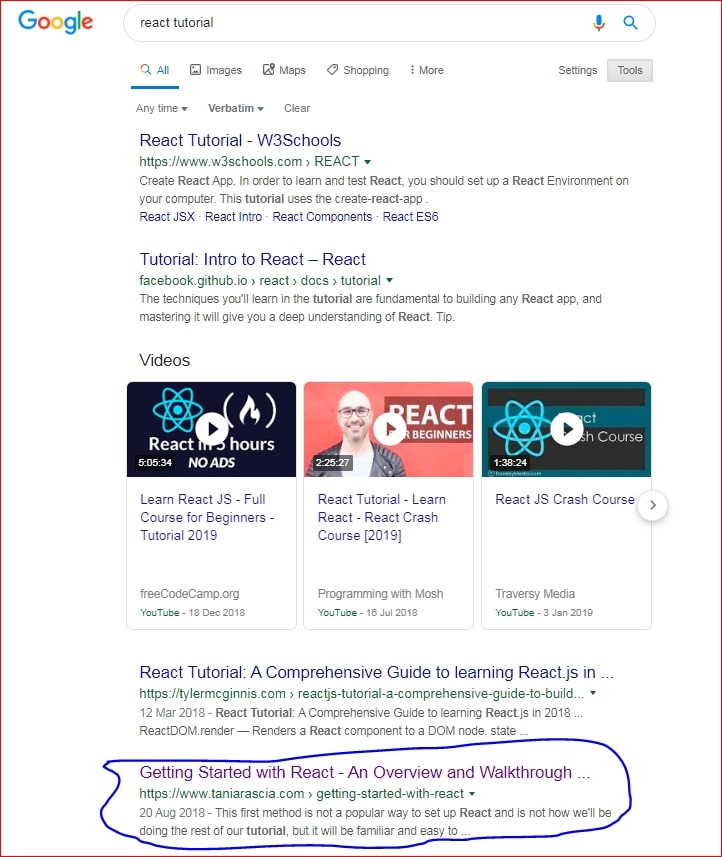 Google
react tutorial
All Images Maps Shopping More Settings Tools
Any time Verbatim Clear
React Tutorial - W3Schools
https://www.w3schools.com › REACT
Create React App. In order to learn and test React, you should set up a React Environment on
your computer. This tutorial uses the create-react-app .
React JSX · React Intro · React Components · React ES6
Tutorial: Intro to React – React
facebook.github.io › react › docs › tutorial
The techniques you'll learn in the tutorial are fundamental to building any React app, and
mastering it will give you a deep understanding of React. Tip.
Videos
React in 5 hours
NO ADS
5:05:34
Learn React JS - Full
Course for Beginners -
Tutorial 2019
freeCodeCamp.org
YouTube - 18 Dec 2018
REACT
FOR BEGINNERS
2:25:27
React Tutorial - Learn
React - React Crash
Course [2019]
Programming with Mosh
YouTube - 16 Jul 2018
Course
1:38:24
TraversyMedia.com
React JS Crash Course
Traversy Media
YouTube - 3 Jan 2019
React Tutorial: A Comprehensive Guide to learning React.js in ...
https://tylermcginnis.com › reactjs-tutorial-a-comprehensive-guide-to-build...
12 Mar 2018 - React Tutorial: A Comprehensive Guide to learning React.js in 2018 ...
ReactDOM.render — Renders a React component to a DOM node. state ...
Getting Started with React - An Overview and Walkthrough ...
https://www.taniarascia.com › getting-started-with-react
20 Aug 2018 - This first method is not a popular way to set up React and is not how we'll be
doing the rest of our tutorial, but it will be familiar and easy to ...